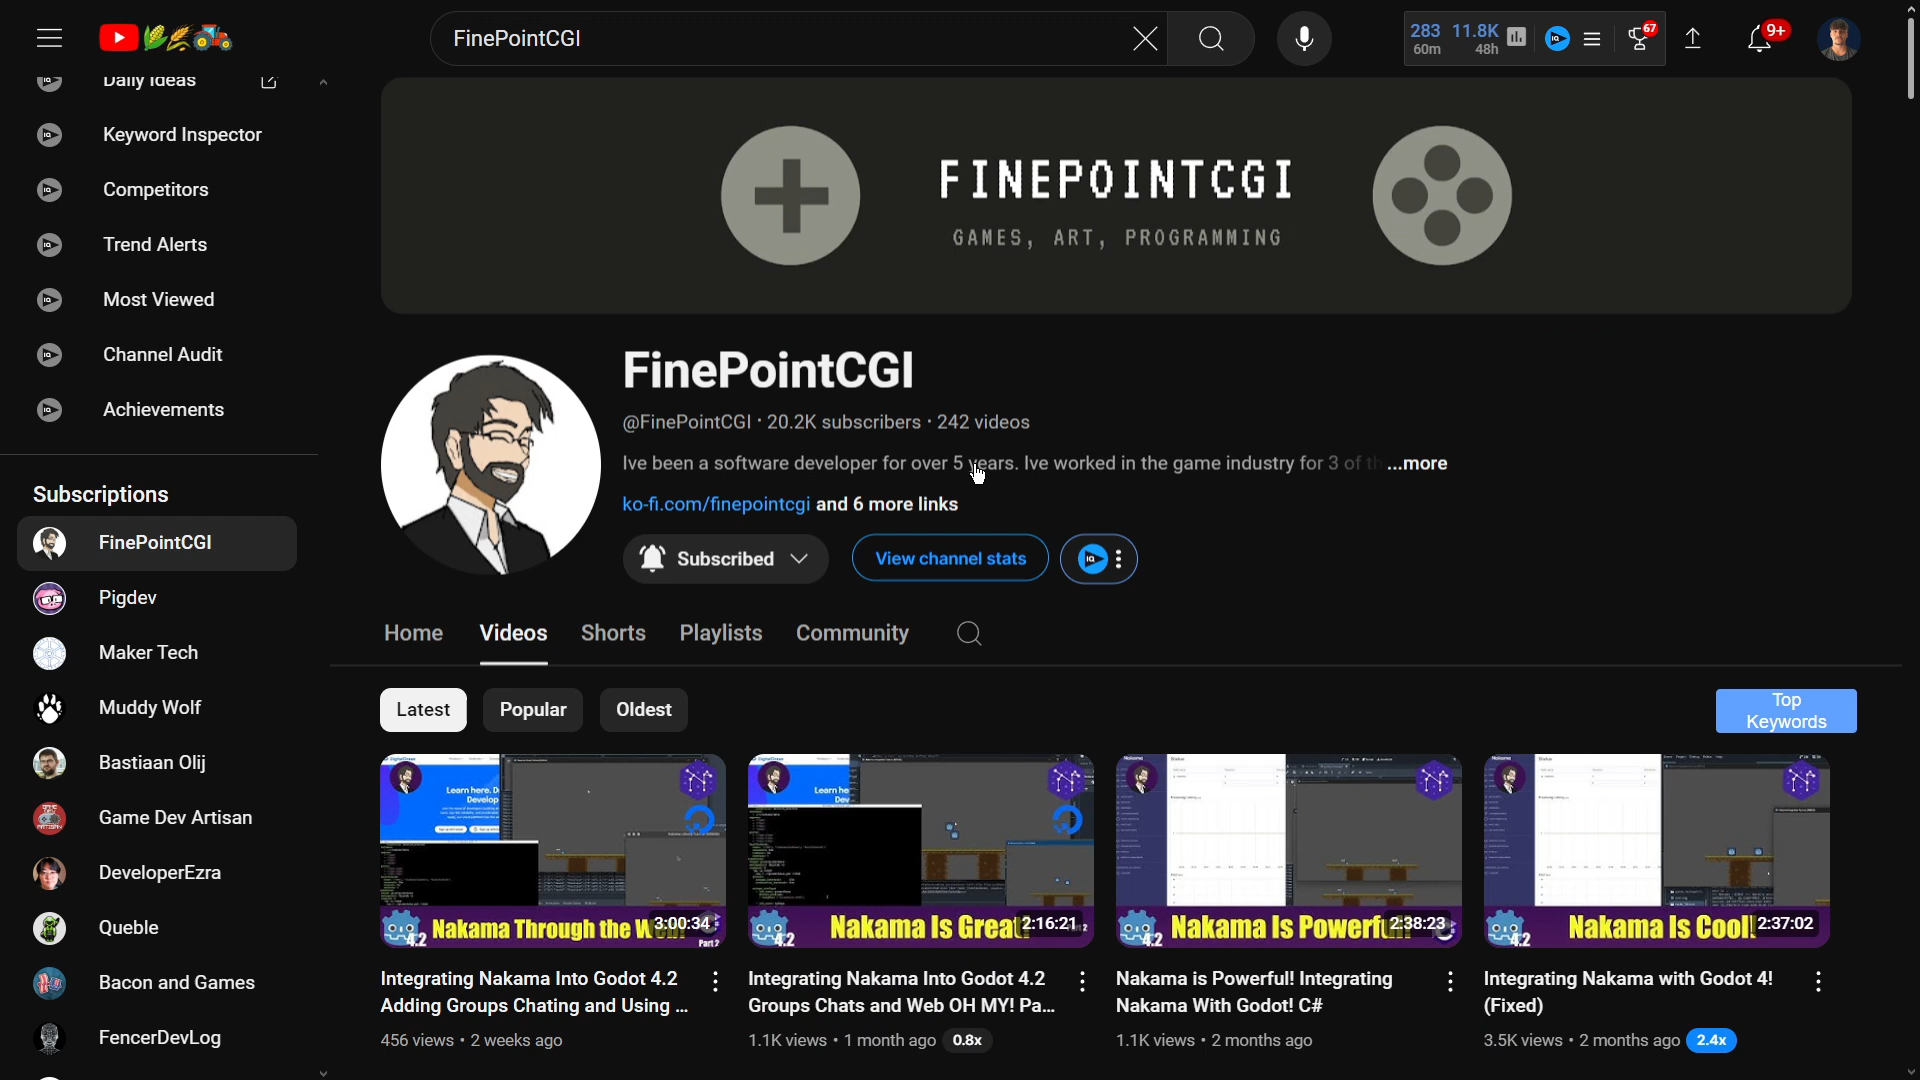 FinePointCGI
283 11.8K
60m 48h
67
9+
Daily Ideas
Keyword Inspector
Competitors
Trend Alerts
Most Viewed
Channel Audit
Achievements
Subscriptions
FinePointCGI
Pigdev
Maker Tech
Muddy Wolf
Bastiaan Olij
Game Dev Artisan
DeveloperEzra
Queble
Bacon and Games
FencerDevLog
FINEPOINTCGI
GAMES, ART, PROGRAMMING
FinePointCGI
@FinePointCGI · 20.2K subscribers · 242 videos
Ive been a software developer for over 5 years. Ive worked in the game industry for 3 of th ...more
ko-fi.com/finepointcgi and 6 more links
Subscribed
View channel stats
Home Videos Shorts Playlists Community
Latest Popular Oldest
Top
Keywords
Nakama Through the W
3:00:34
4.2
Part 2
Integrating Nakama Into Godot 4.2
Adding Groups Chating and Using ...
456 views · 2 weeks ago
Nakama Is Great!
2:16:21
4.2
Integrating Nakama Into Godot 4.2
Groups Chats and Web OH MY! Pa...
1.1K views · 1 month ago 0.8x
Nakama Is Powerful!
2:38:23
4.2
Nakama is Powerful! Integrating
Nakama With Godot! C#
1.1K views · 2 months ago
Nakama Is Cool!
2:37:02
4.2
Integrating Nakama with Godot 4!
(Fixed)
3.5K views · 2 months ago 2.4x